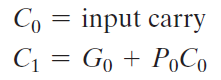 C₀ = input carry
C₁ = G₀ + P₀C₀